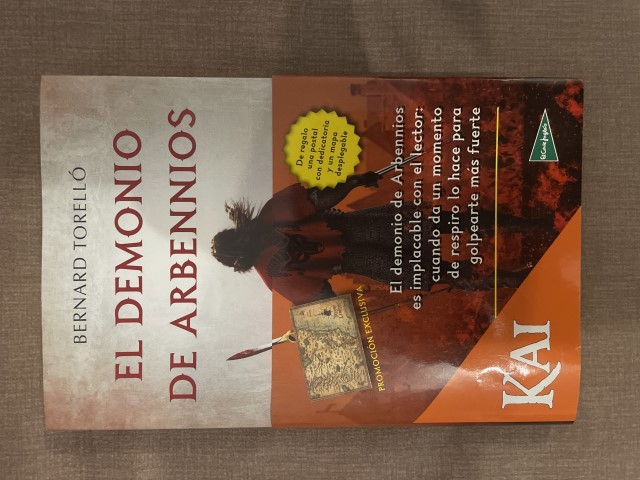 BERNARD TORELLÓ
EL DEMONIO
DE ARBENNIOS
De regalo
una postal
con dedicatoria
y un mapa
desplegable
PROMOCIÓN EXCLUSIVA
El demonio de Arbennios
es implacable con el lector:
cuando da un momento
de respiro lo hace para
golpearte más fuerte
KAI
El Corte Inglés